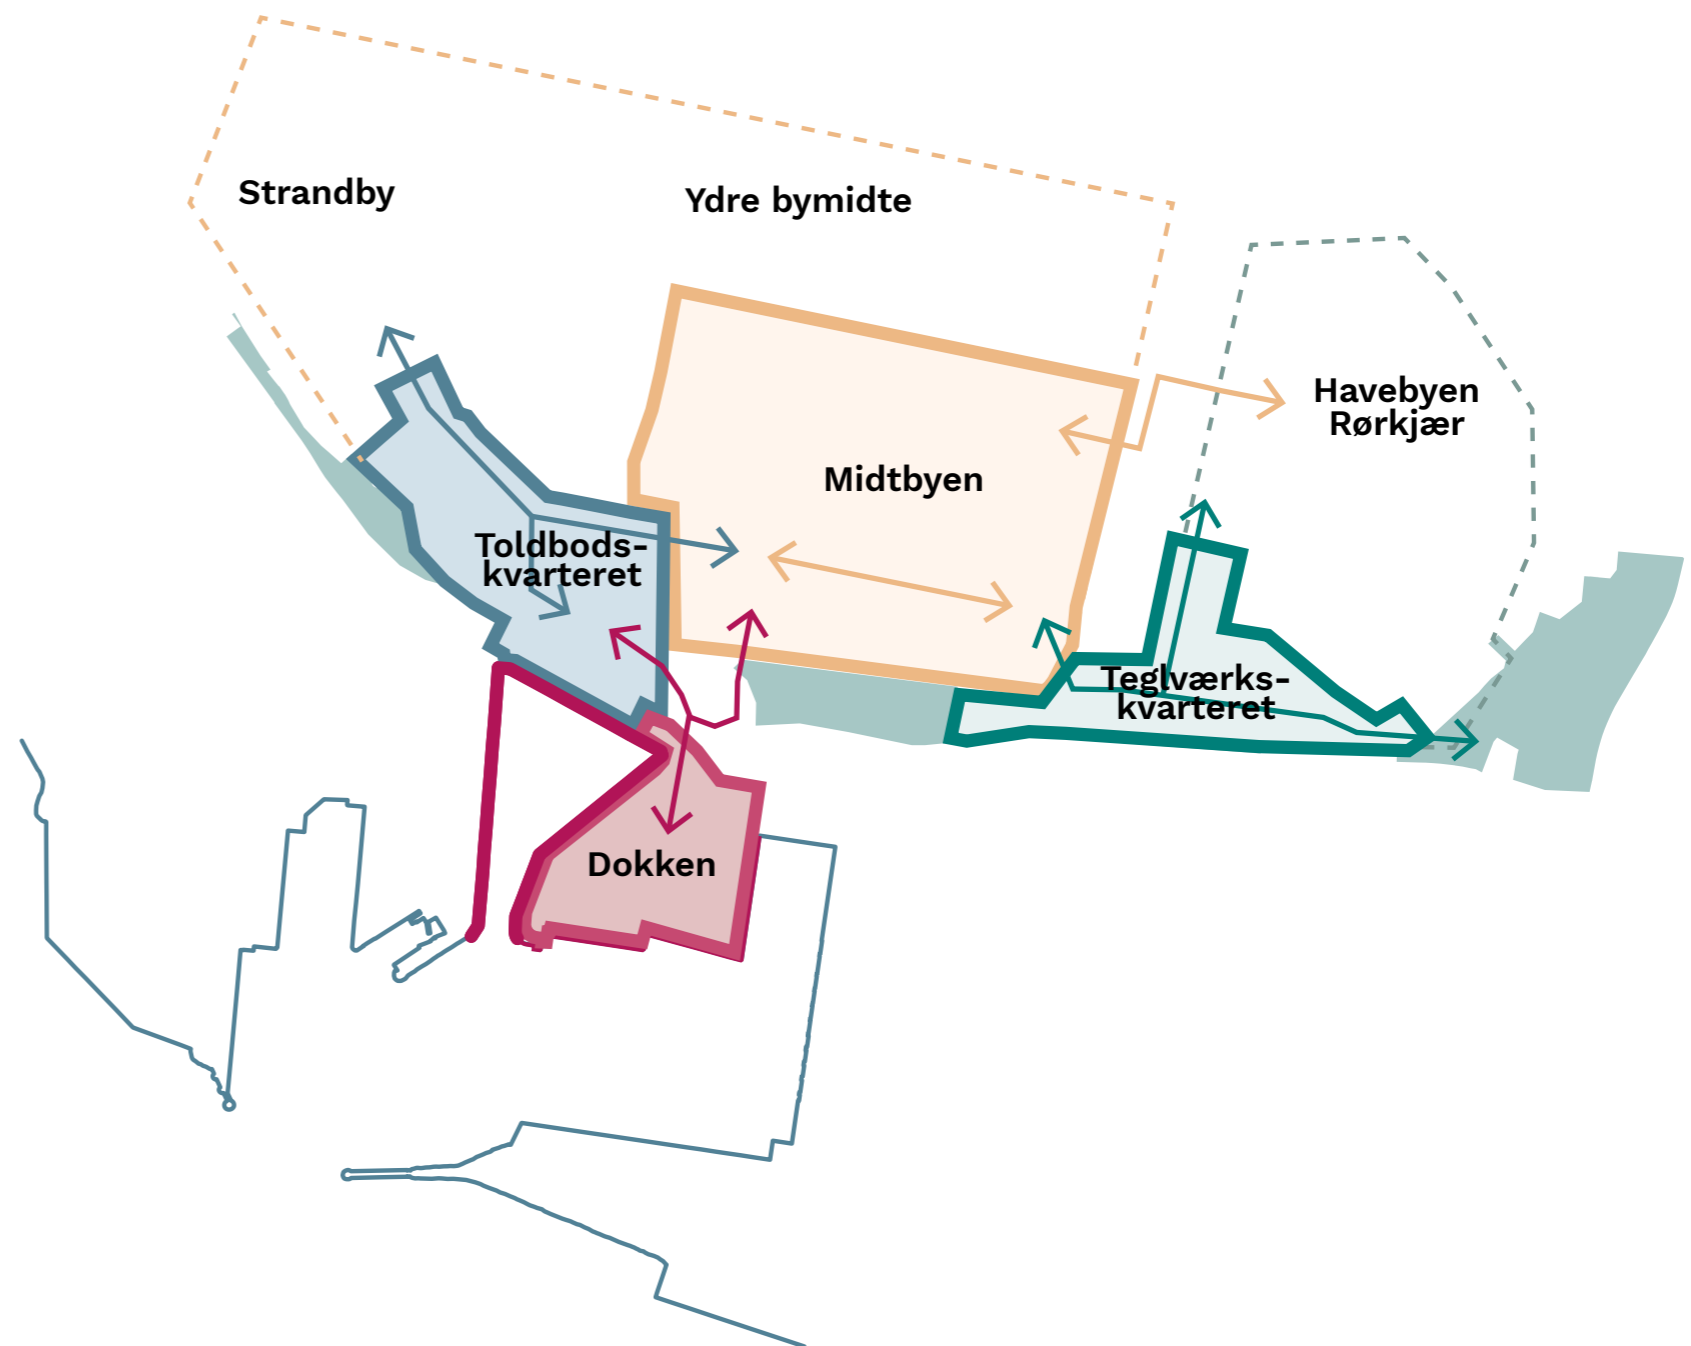 Strandby
Ydre bymidte
Havebyen
Rørkjær
Midtbyen
Toldbods-
kvarteret
Teglværks-
kvarteret
Dokken